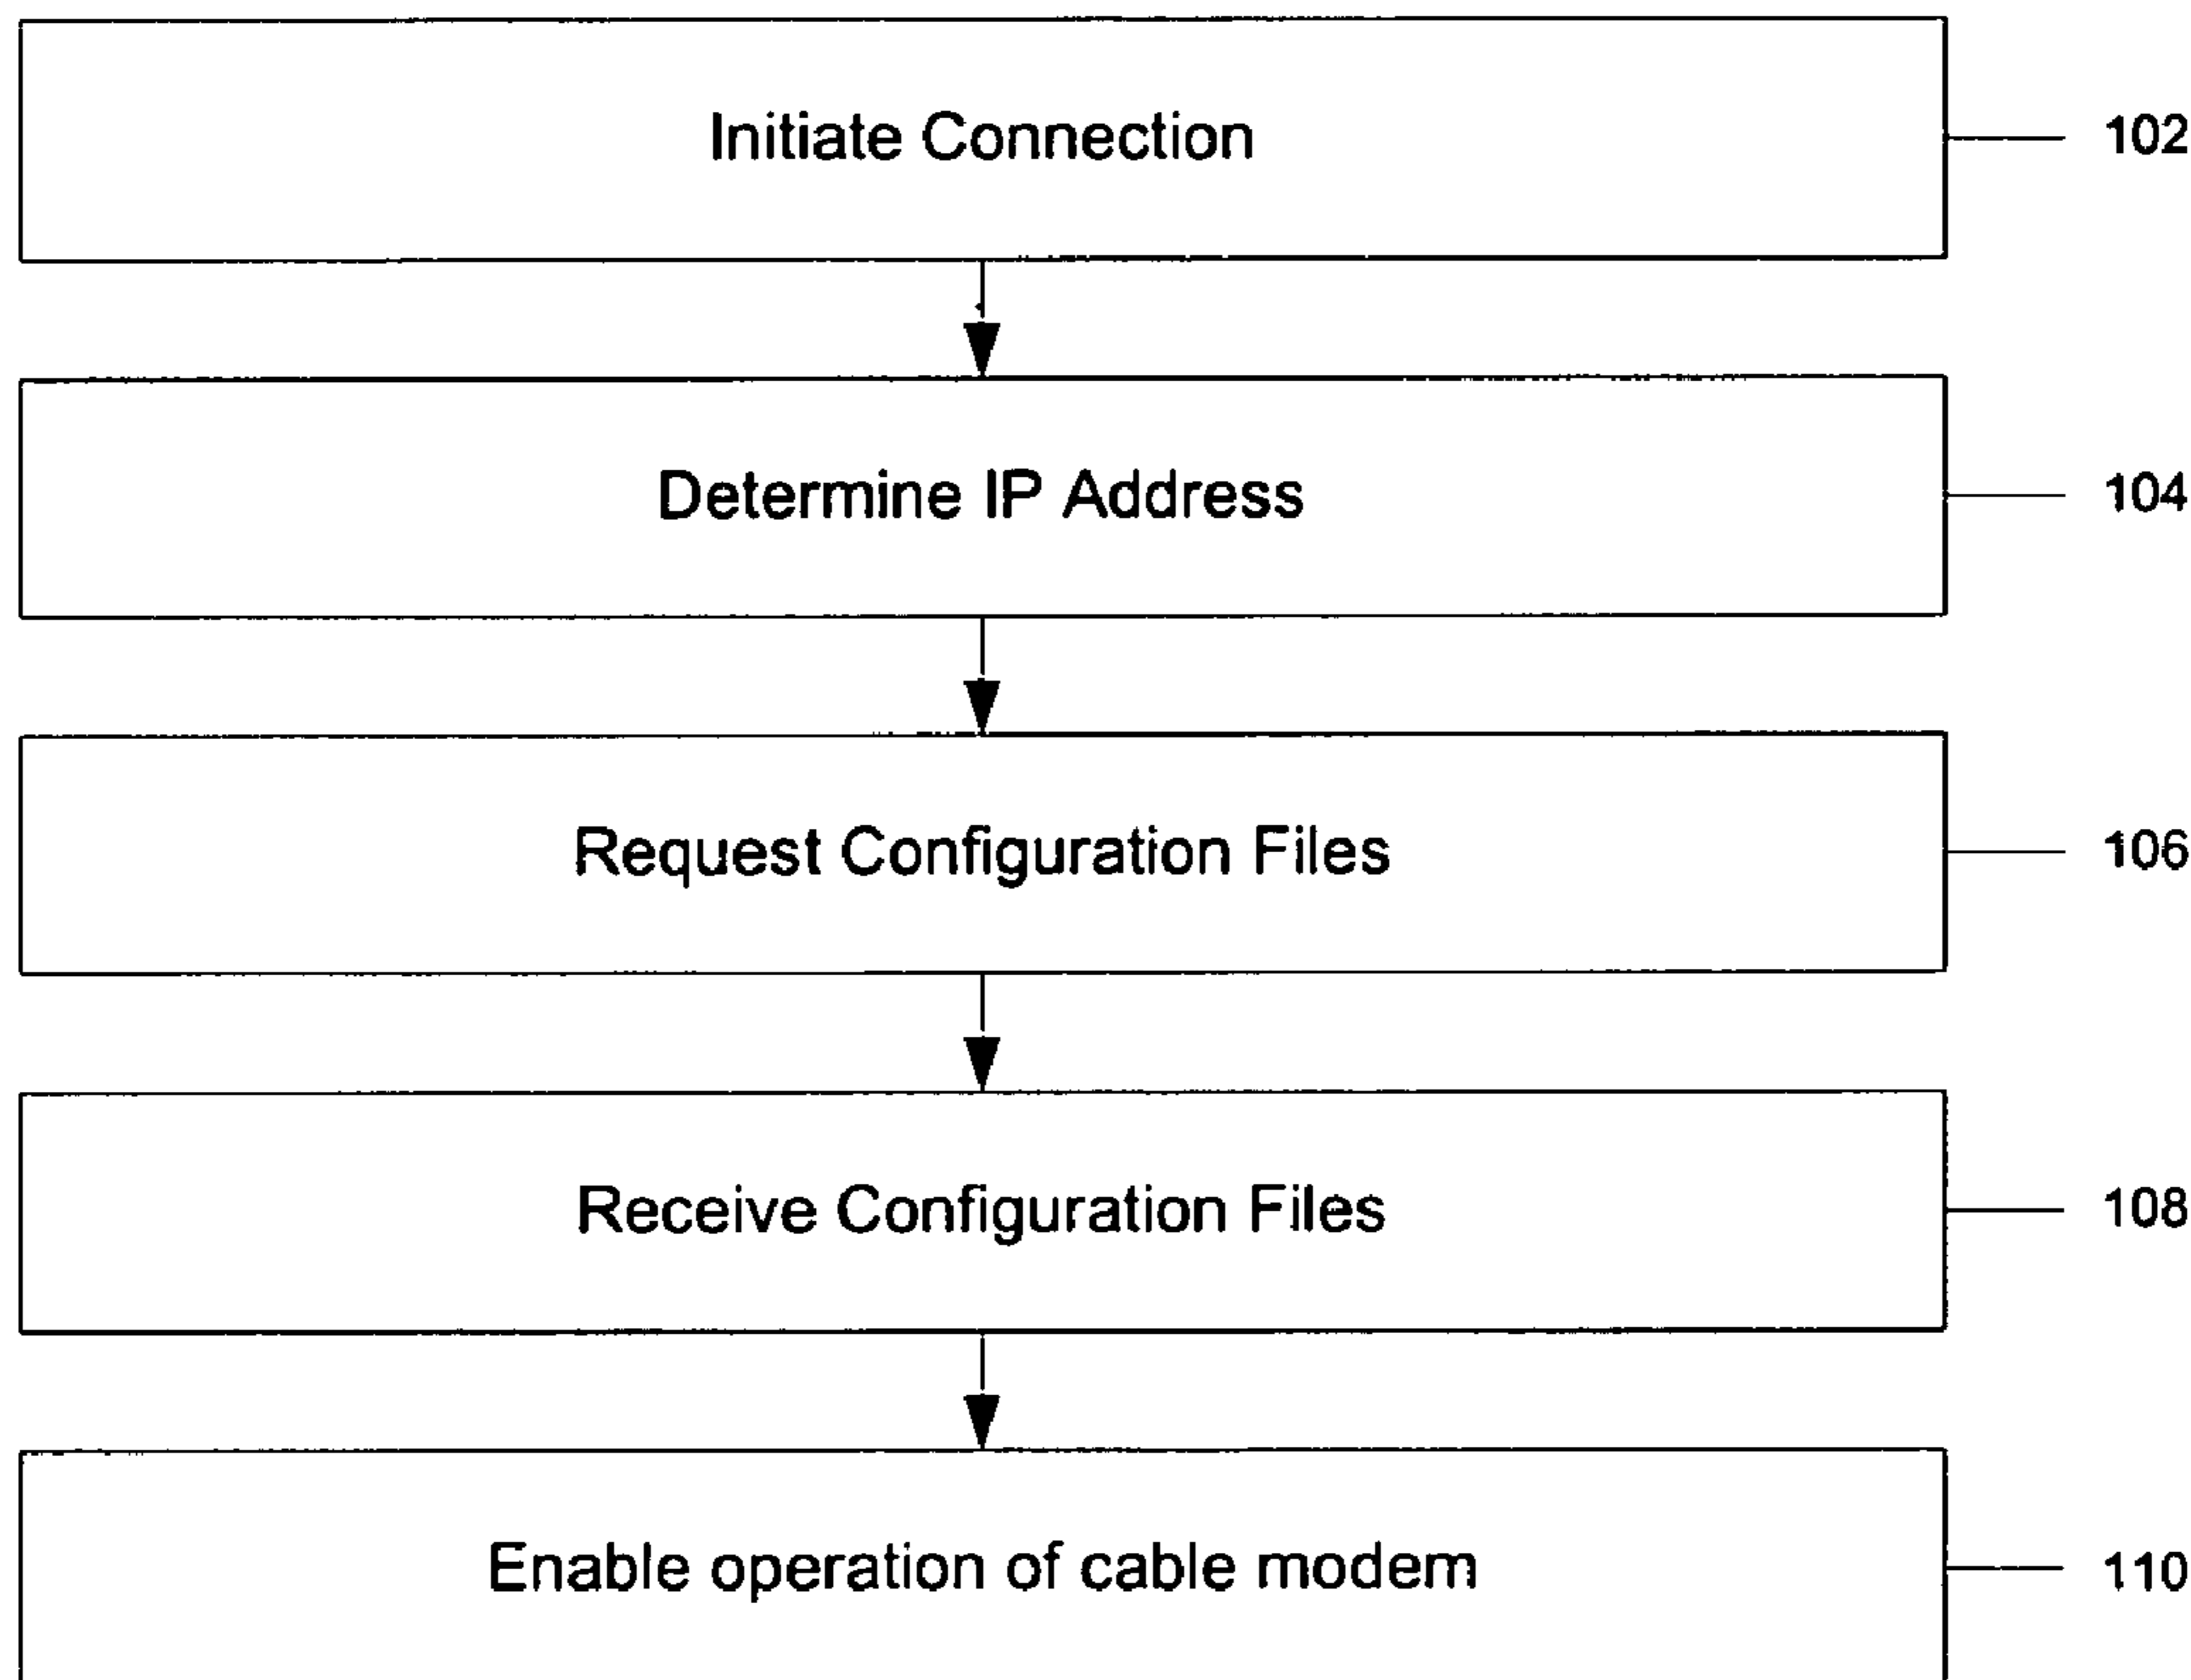 Initiate Connection
102
Determine IP Address
104
Request Configuration Files
106
Receive Configuration Files
108
Enable operation of cable modem
110